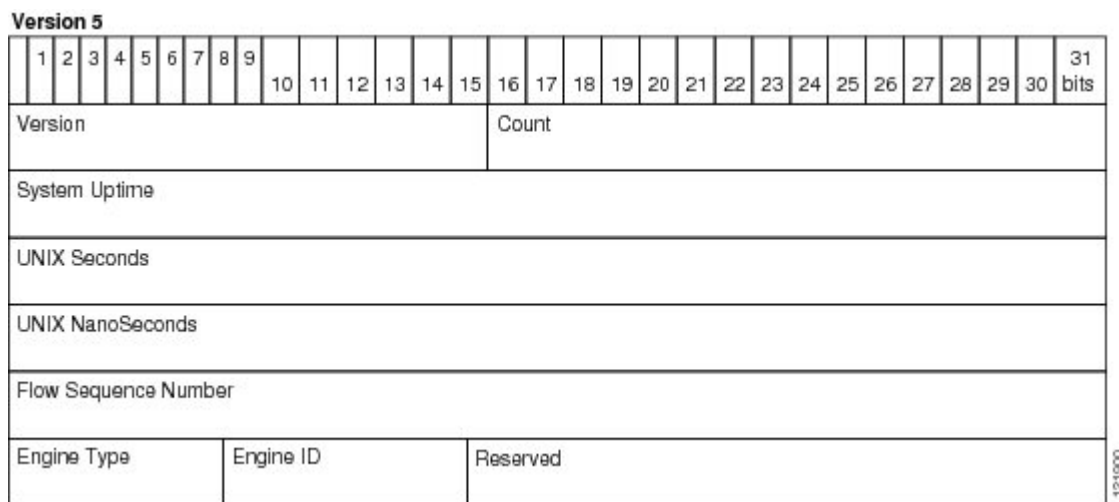 Version 5
1 2 3 4 5 6 7 8 9 10 11 12 13 14 15 16 17 18 19 20 21 22 23 24 25 26 27 28 29 30 31 bits
Version Count
System Uptime
UNIX Seconds
UNIX NanoSeconds
Flow Sequence Number
Engine Type Engine ID Reserved